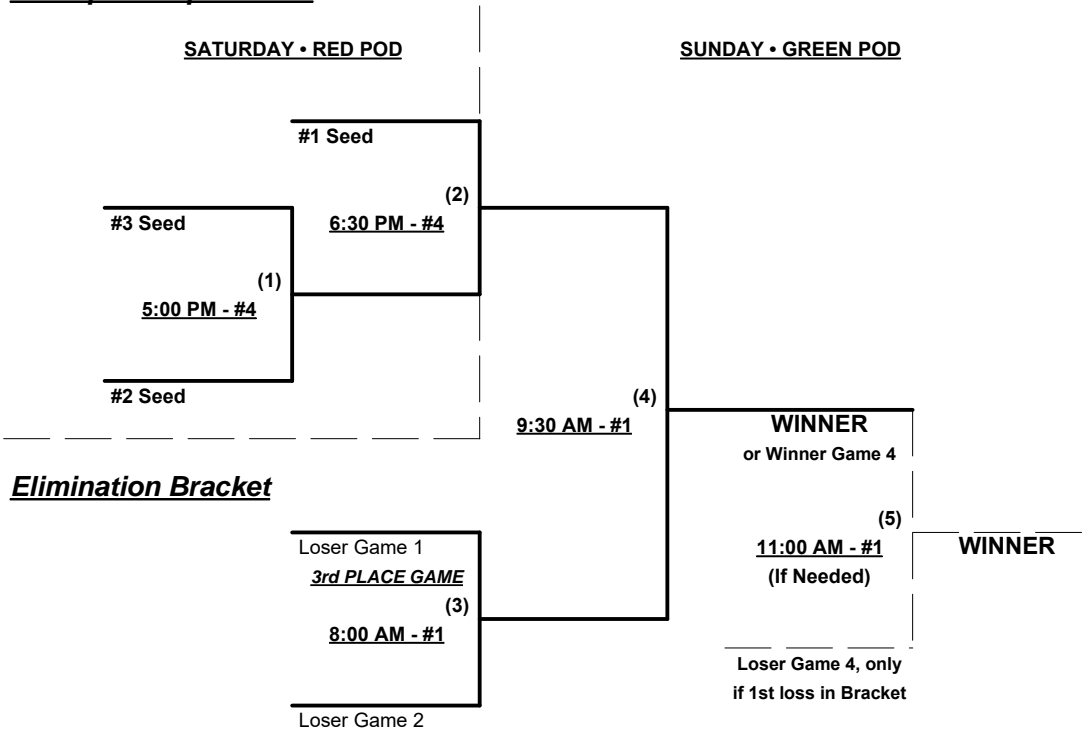 SATURDAY • RED POD
SUNDAY • GREEN POD
#1 Seed
(2)
#3 Seed
6:30 PM - #4
(1)
5:00 PM - #4
#2 Seed
(4)
9:30 AM - #1
WINNER
or Winner Game 4
Elimination Bracket
(5)
Loser Game 1
11:00 AM - #1
WINNER
3rd PLACE GAME
(If Needed)
(3)
8:00 AM - #1
Loser Game 4, only
if 1st loss in Bracket
Loser Game 2